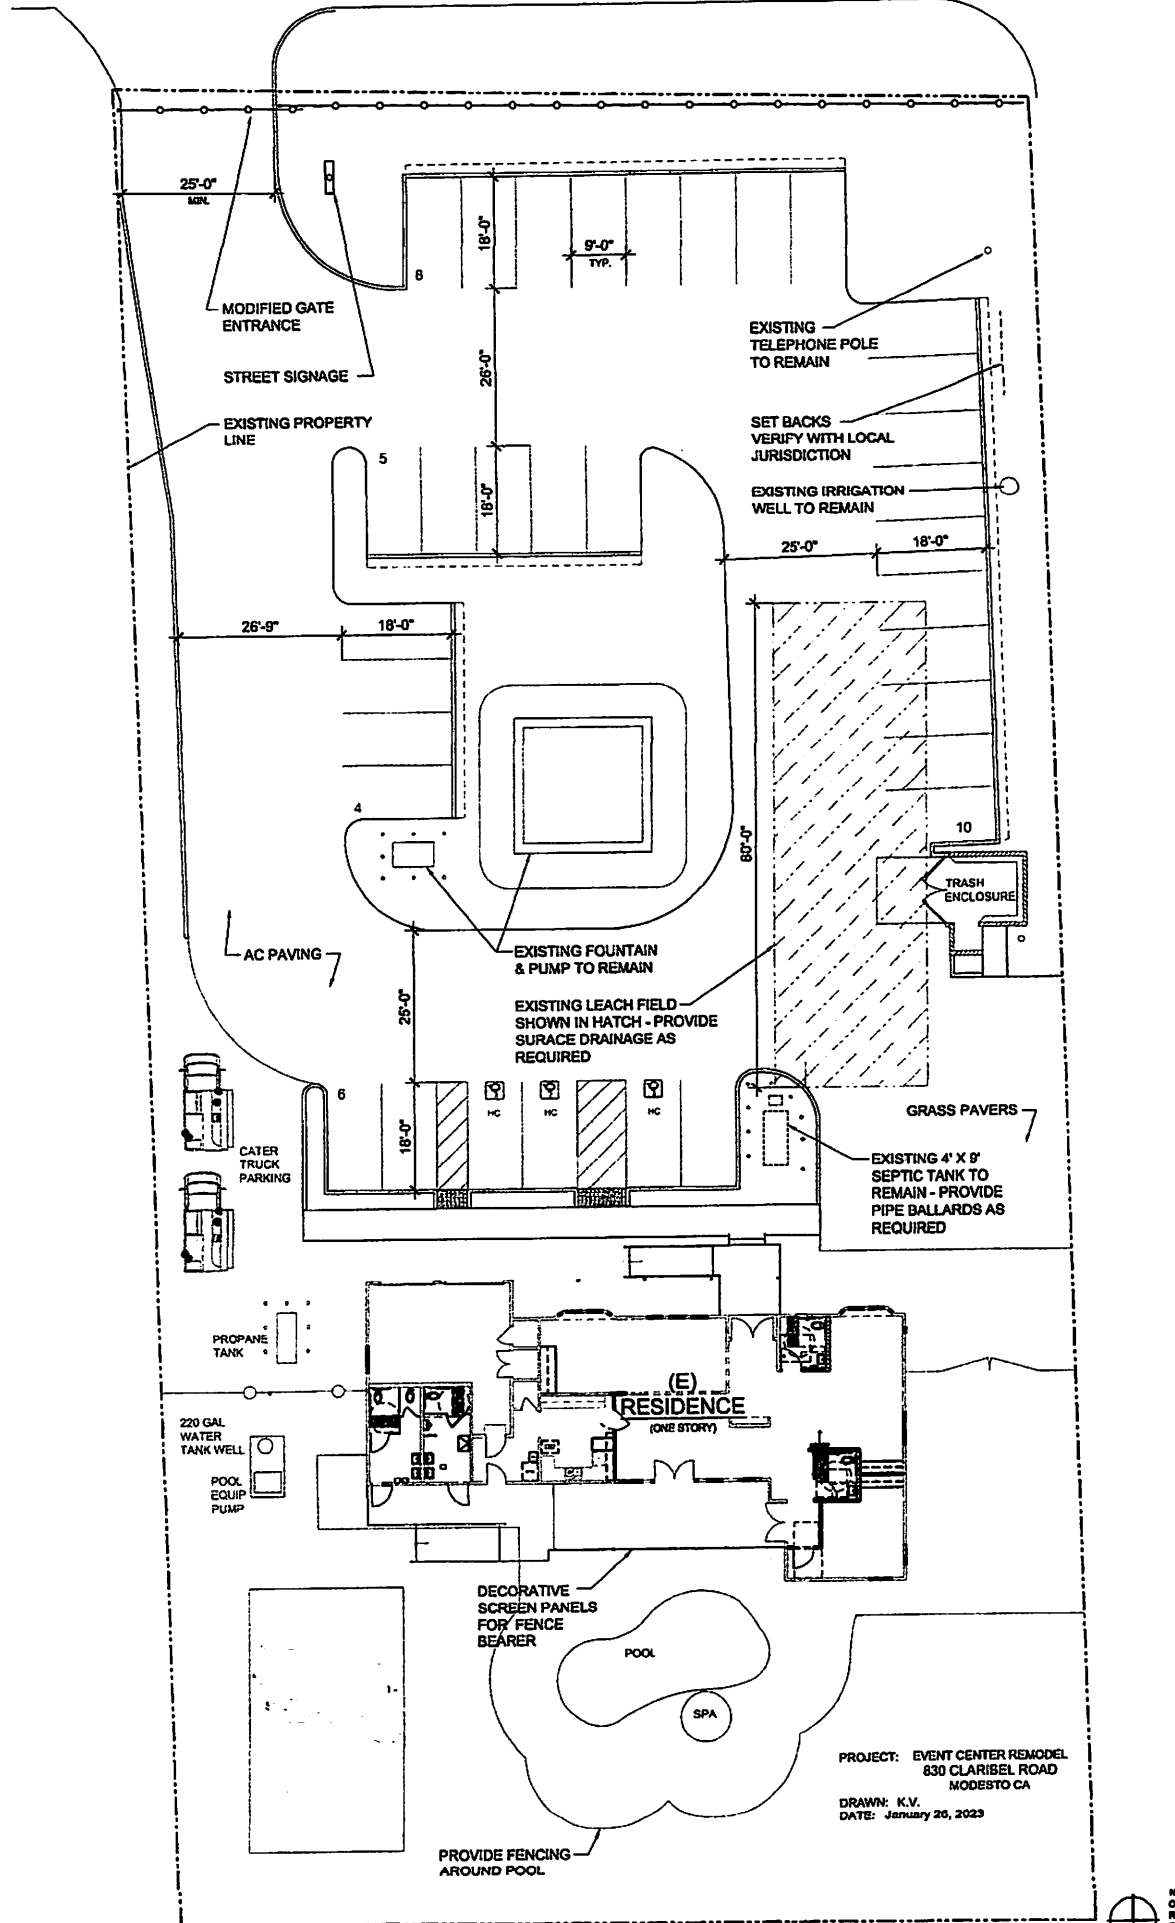 25'-0"
MIN.
18'-0"
9'-0"
TYP.
8
MODIFIED GATE
ENTRANCE
STREET SIGNAGE
EXISTING PROPERTY
LINE
26'-0"
EXISTING
TELEPHONE POLE
TO REMAIN
SET BACKS
VERIFY WITH LOCAL
JURISDICTION
EXISTING IRRIGATION
WELL TO REMAIN
5
18'-0"
25'-0"
18'-0"
26'-9"
18'-0"
4
80'-0"
10
TRASH
ENCLOSURE
AC PAVING
EXISTING FOUNTAIN
& PUMP TO REMAIN
25'-0"
EXISTING LEACH FIELD
SHOWN IN HATCH - PROVIDE
SURACE DRAINAGE AS
REQUIRED
6
HC
HC
HC
18'-0"
GRASS PAVERS
CATER
TRUCK
PARKING
EXISTING 4' X 9'
SEPTIC TANK TO
REMAIN - PROVIDE
PIPE BALLARDS AS
REQUIRED
PROPANE
TANK
(E)
RESIDENCE
(ONE STORY)
220 GAL
WATER
TANK WELL
POOL
EQUIP
PUMP
DECORATIVE
SCREEN PANELS
FOR FENCE
BEARER
POOL
SPA
PROJECT: EVENT CENTER REMODEL
830 CLARIBEL ROAD
MODESTO CA
DRAWN: K.V.
DATE: January 26, 2023
PROVIDE FENCING
AROUND POOL